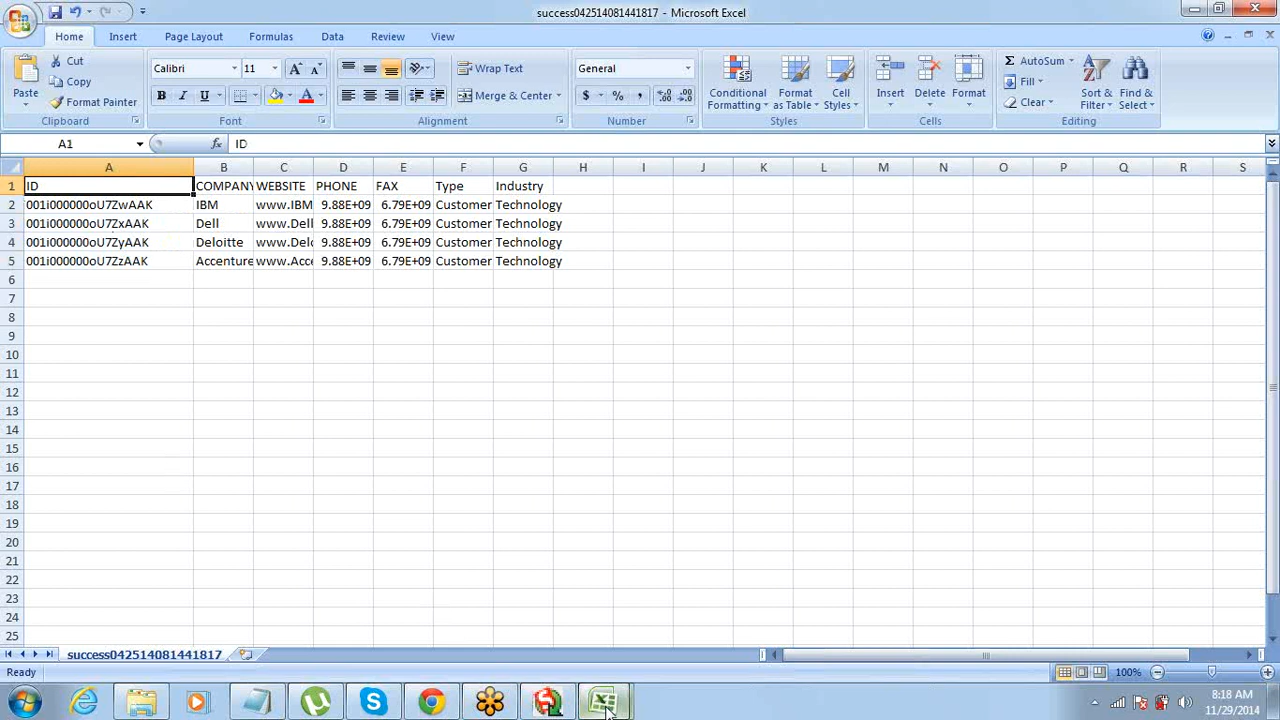 success042514081441817 - Microsoft Excel
Home Insert Page Layout Formulas Data Review View
Paste Cut Copy Format Painter Clipboard
Calibri 11 B I U Font
Wrap Text Merge & Center Alignment
General $ % , Number
Conditional Formatting Format as Table Cell Styles Styles
Insert Delete Format Cells
Σ AutoSum Fill Clear Sort & Filter Find & Select Editing
A1 fx ID
A B C D E F G H I J K L M N O P Q R S
1 ID COMPANY WEBSITE PHONE FAX Type Industry
2 001i000000oU7ZwAAK IBM www.IBM 9.88E+09 6.79E+09 Customer Technology
3 001i000000oU7ZxAAK Dell www.Dell 9.88E+09 6.79E+09 Customer Technology
4 001i000000oU7ZyAAK Deloitte www.Delo 9.88E+09 6.79E+09 Customer Technology
5 001i000000oU7ZzAAK Accenture www.Acce 9.88E+09 6.79E+09 Customer Technology
6
7
8
9
10
11
12
13
14
15
16
17
18
19
20
21
22
23
24
25
success042514081441817
Ready 100%
8:18 AM
11/29/2014